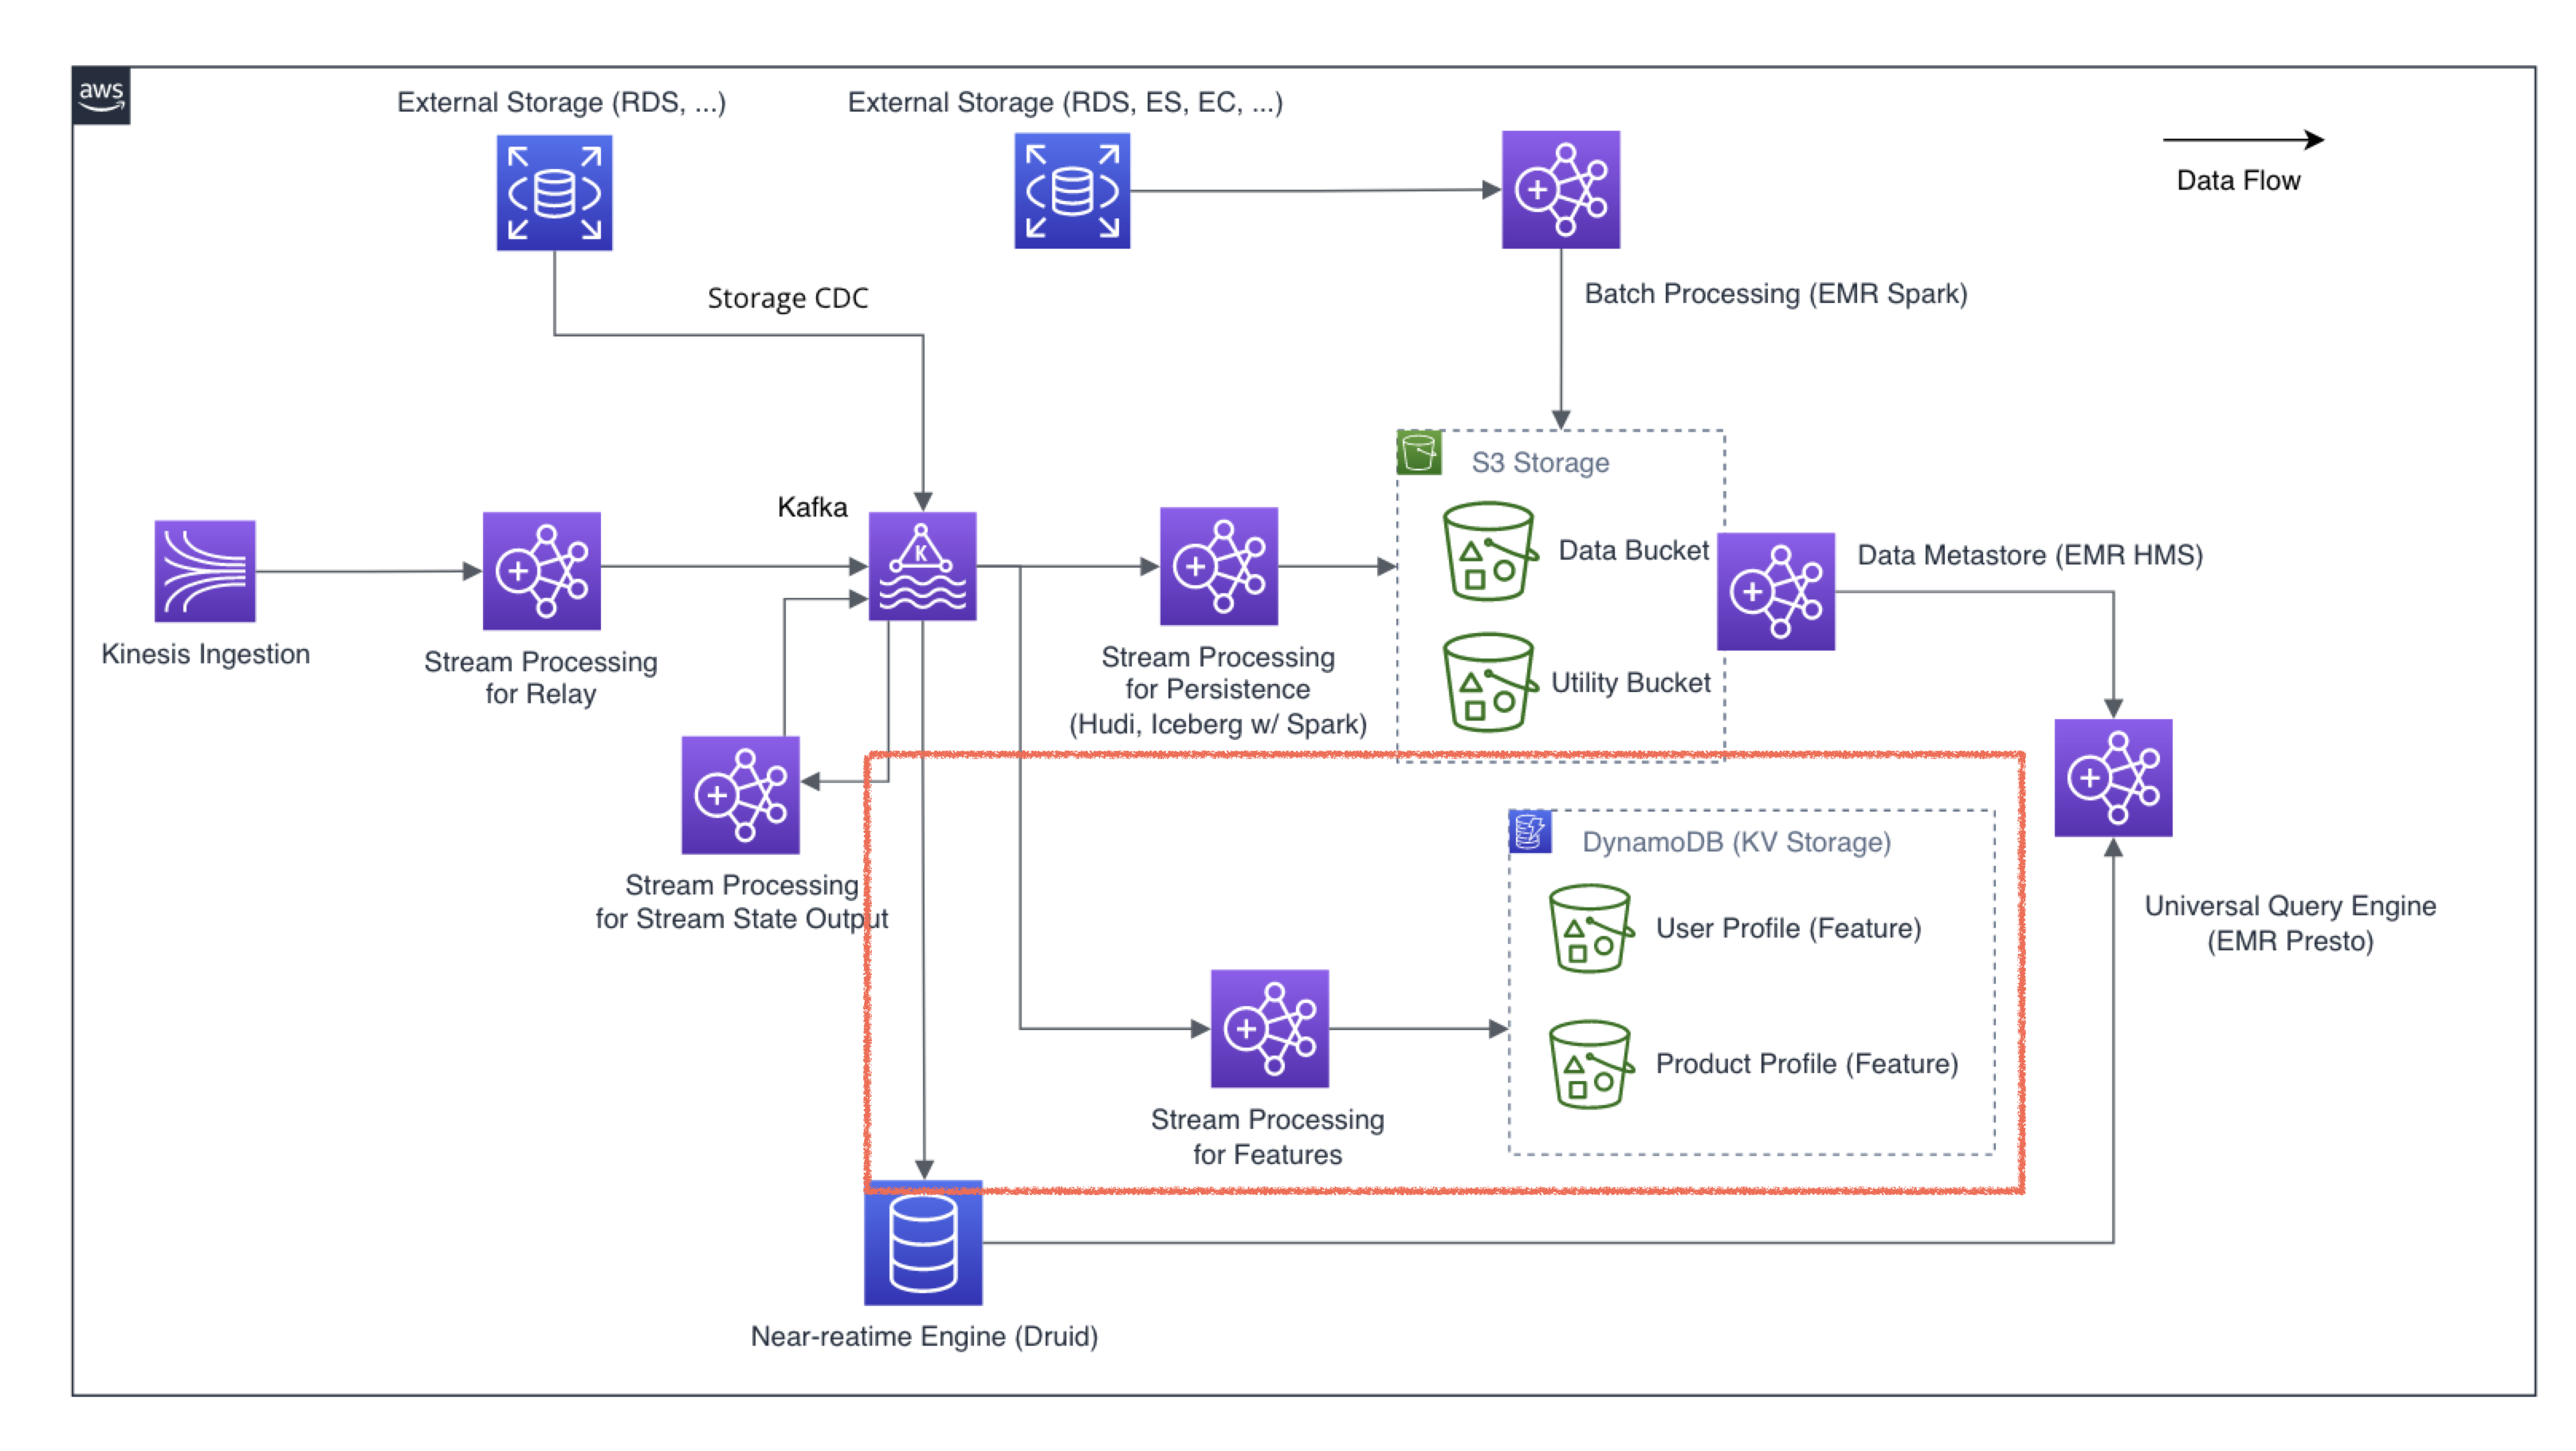 aws
External Storage (RDS, ...)
External Storage (RDS, ES, EC, ...)
Data Flow
Storage CDC
Batch Processing (EMR Spark)
S3 Storage
Kafka
K
Data Bucket
Data Metastore (EMR HMS)
Kinesis Ingestion
Stream Processing
for Relay
Stream Processing
for Persistence
(Hudi, Iceberg w/ Spark)
Utility Bucket
DynamoDB (KV Storage)
Stream Processing
for Stream State Output
User Profile (Feature)
Universal Query Engine
(EMR Presto)
Product Profile (Feature)
Stream Processing
for Features
Near-reatime Engine (Druid)